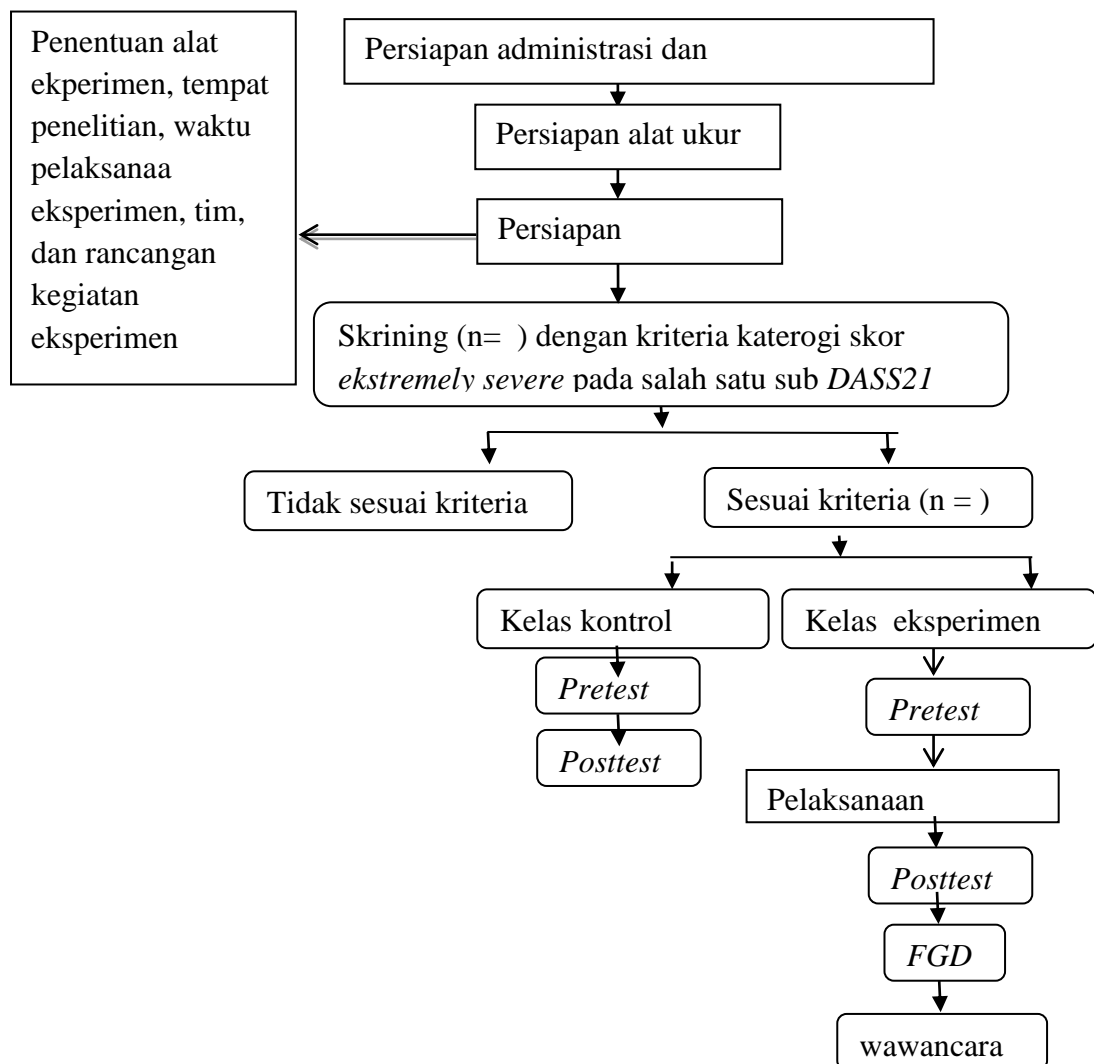 Penentuan alat
ekperimen, tempat
penelitian, waktu
pelaksanaa
eksperimen, tim,
dan rancangan
kegiatan
eksperimen
Persiapan administrasi dan
Persiapan alat ukur
Persiapan
Skrining (n=  ) dengan kriteria katerogi skor
ekstremely severe pada salah satu sub DASS21
Tidak sesuai kriteria
Sesuai kriteria (n = )
Kelas kontrol
Kelas  eksperimen
Pretest
Pretest
Posttest
Pelaksanaan
Posttest
FGD
wawancara